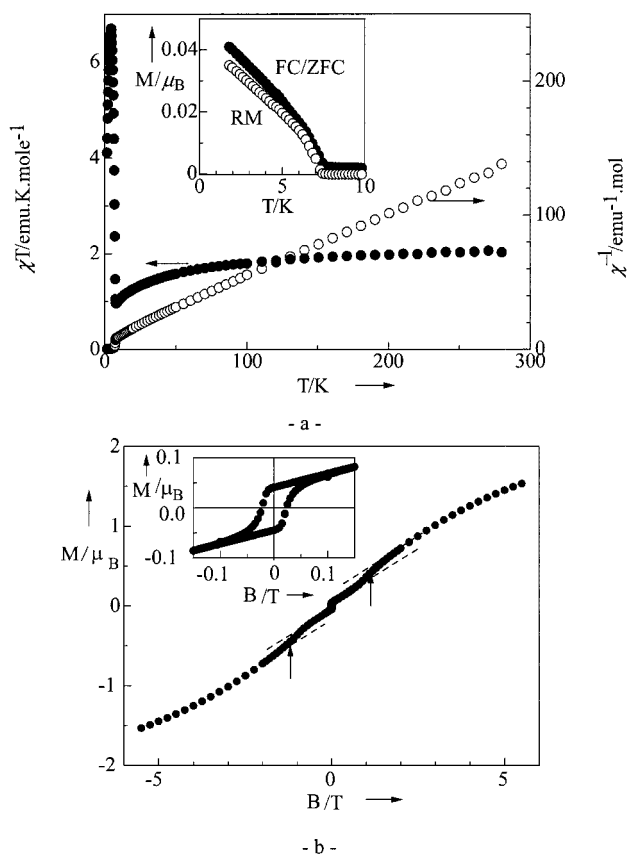 6
4
2
0
χT/emu.K.mole⁻¹
M/μB
0.04
0.02
0.00
FC/ZFC
RM
0 5 10
T/K
200
100
0
χ⁻¹/emu⁻¹.mol
0 100 200 300
T/K
- a -
2
1
0
-1
-2
M/μB
0.1
M/μB
0.0
-0.1
-0.1 0 0.1
B/T
-5 0 5
B/T
- b -